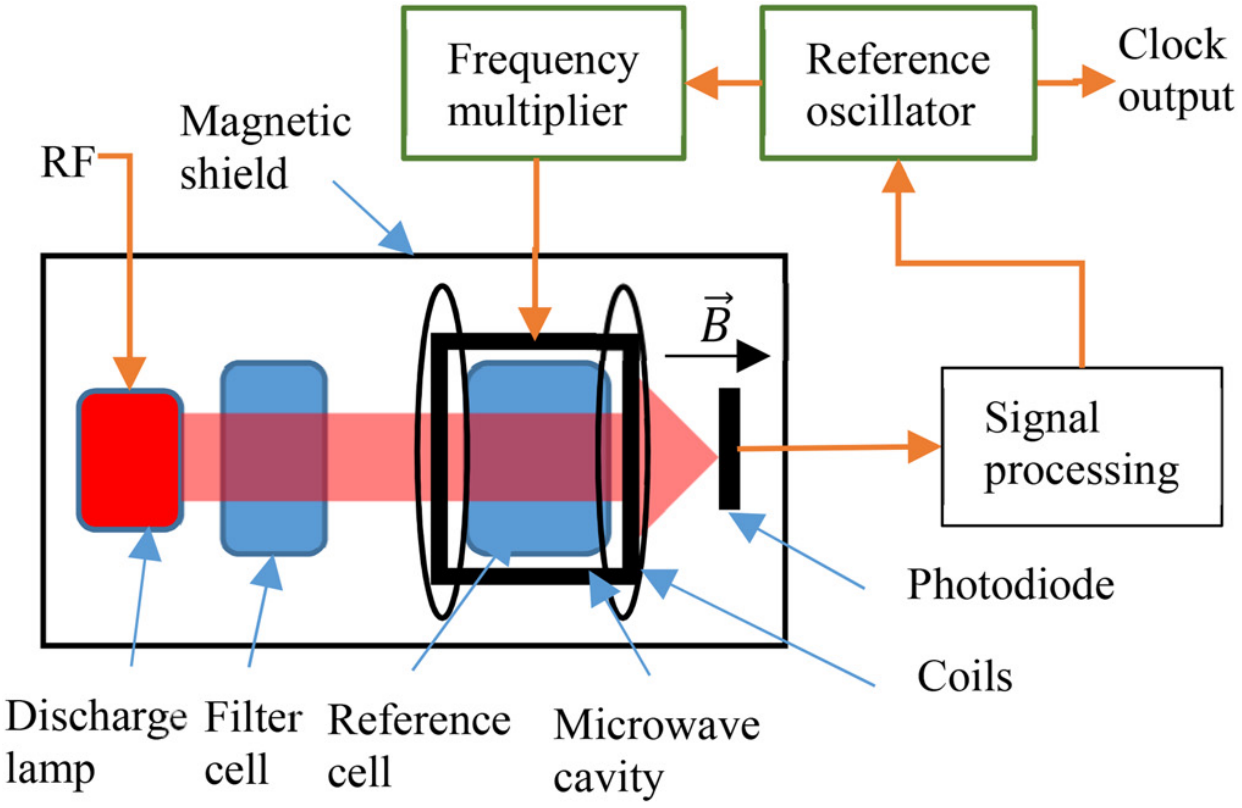 Frequency
multiplier
Reference
oscillator
Clock
output
Magnetic
shield
RF
B
Signal
processing
Photodiode
Coils
Discharge
lamp
Filter
cell
Reference
cell
Microwave
cavity